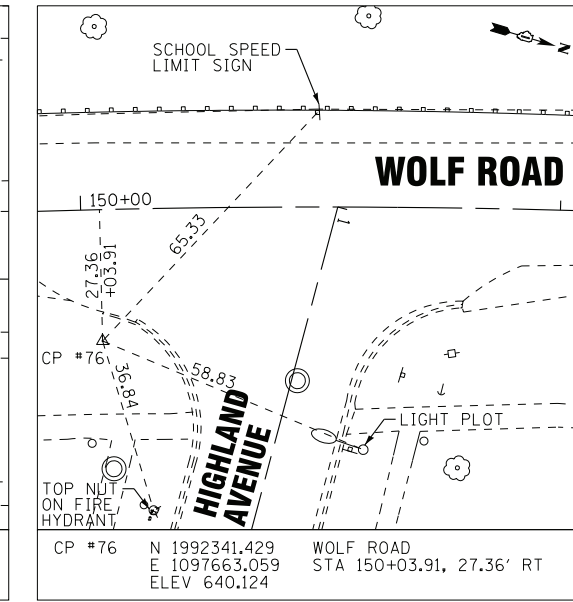 SCHOOL SPEED
LIMIT SIGN
N
WOLF ROAD
150+00
1
65.33
27.36
+03.91
CP #76
58.83
36.84
HIGHLAND
AVENUE
LIGHT PLOT
TOP NUT
ON FIRE
HYDRANT
CP #76 N 1992341.429 WOLF ROAD
E 1097663.059 STA 150+03.91, 27.36' RT
ELEV 640.124